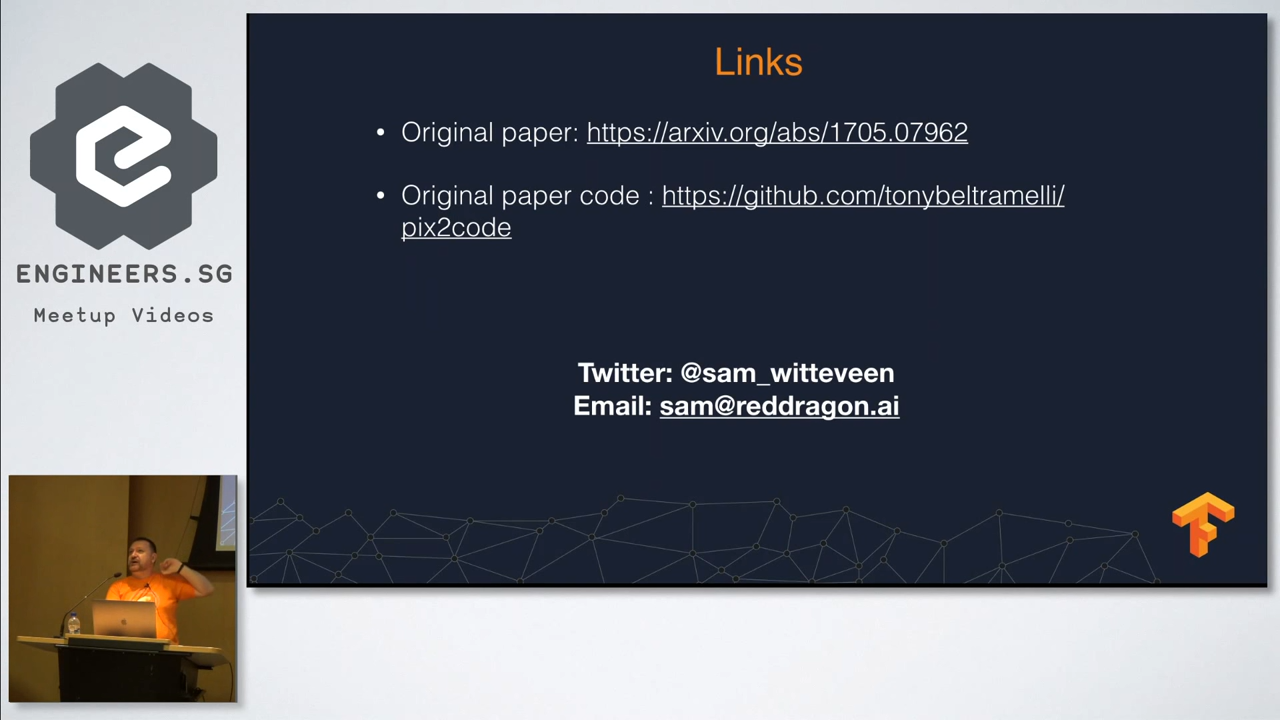 Links
• Original paper: https://arxiv.org/abs/1705.07962
• Original paper code : https://github.com/tonybeltramelli/
pix2code
Twitter: @sam_witteveen
Email: sam@reddragon.ai
ENGINEERS.SG
Meetup Videos